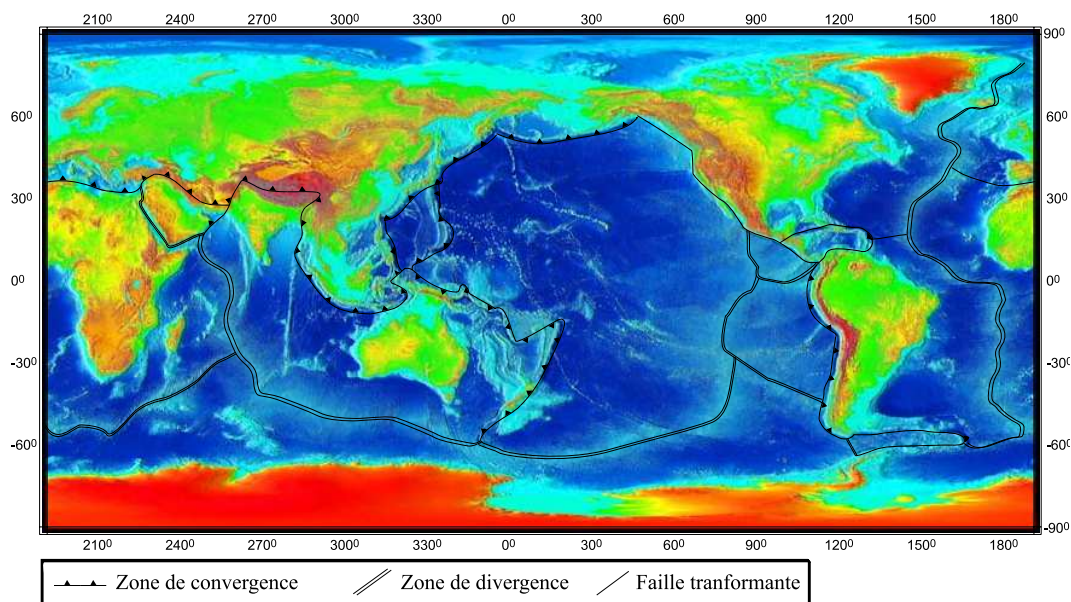 210⁰ 240⁰ 270⁰ 300⁰ 330⁰ 0⁰ 30⁰ 60⁰ 90⁰ 120⁰ 150⁰ 180⁰
90⁰
60⁰ 60⁰
30⁰ 30⁰
0⁰ 0⁰
-30⁰ -30⁰
-60⁰ -60⁰
-90⁰
210⁰ 240⁰ 270⁰ 300⁰ 330⁰ 0⁰ 30⁰ 60⁰ 90⁰ 120⁰ 150⁰ 180⁰
Zone de convergence Zone de divergence Faille tranformante